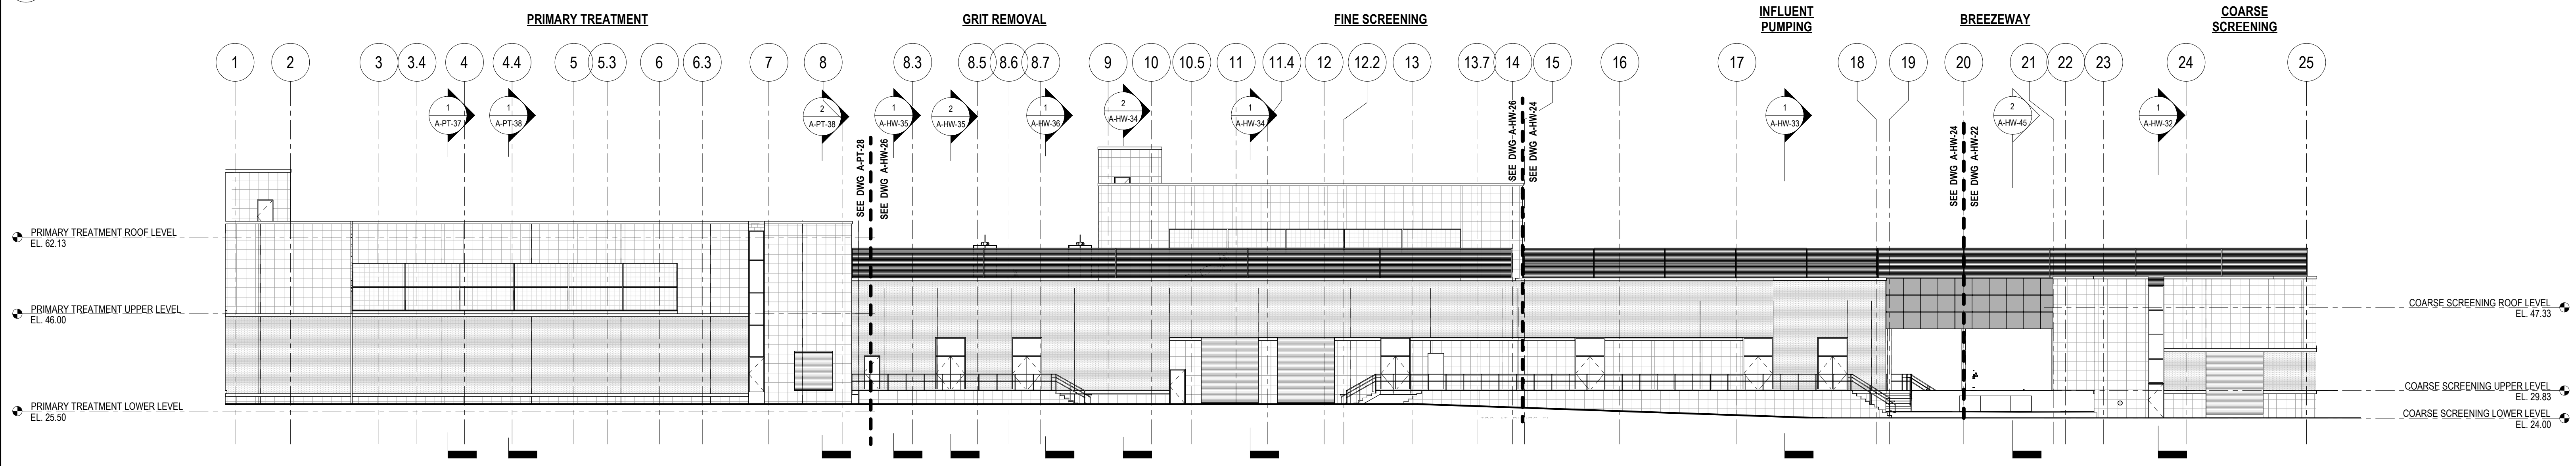 PRIMARY TREATMENT
GRIT REMOVAL
FINE SCREENING
INFLUENT
PUMPING
BREEZEWAY
COARSE
SCREENING
1
2
3
3.4
4
4.4
5
5.3
6
6.3
7
8
8.3
8.5
8.6
8.7
9
10
10.5
11
11.4
12
12.2
13
13.7
14
15
16
17
18
19
20
21
22
23
24
25
1
A-PT-37
1
A-PT-38
2
A-PT-38
1
A-HW-35
2
A-HW-35
1
A-HW-36
2
A-HW-34
1
A-HW-34
1
A-HW-33
2
A-HW-45
1
A-HW-32
SEE DWG A-PT-28
SEE DWG A-HW-26
SEE DWG A-HW-26
SEE DWG A-HW-24
SEE DWG A-HW-24
SEE DWG A-HW-22
PRIMARY TREATMENT ROOF LEVEL
EL. 62.13
PRIMARY TREATMENT UPPER LEVEL
EL. 46.00
PRIMARY TREATMENT LOWER LEVEL
EL. 25.50
COARSE SCREENING ROOF LEVEL
EL. 47.33
COARSE SCREENING UPPER LEVEL
EL. 29.83
COARSE SCREENING LOWER LEVEL
EL. 24.00